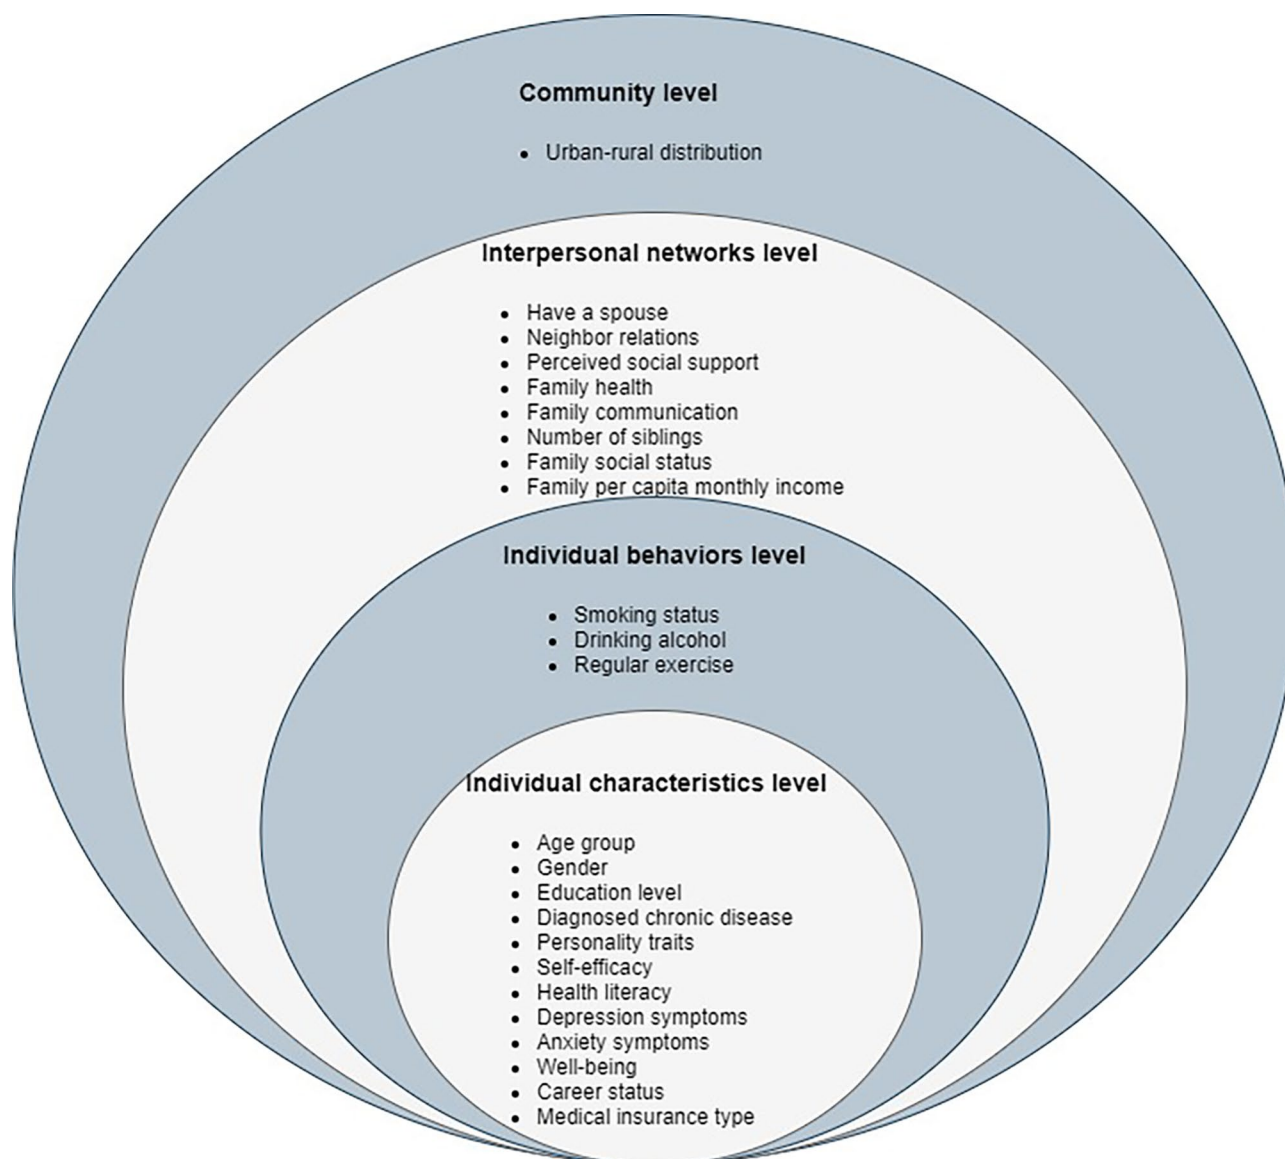 Community level
• Urban-rural distribution
Interpersonal networks level
• Have a spouse
• Neighbor relations
• Perceived social support
• Family health
• Family communication
• Number of siblings
• Family social status
• Family per capita monthly income
Individual behaviors level
• Smoking status
• Drinking alcohol
• Regular exercise
Individual characteristics level
• Age group
• Gender
• Education level
• Diagnosed chronic disease
• Personality traits
• Self-efficacy
• Health literacy
• Depression symptoms
• Anxiety symptoms
• Well-being
• Career status
• Medical insurance type